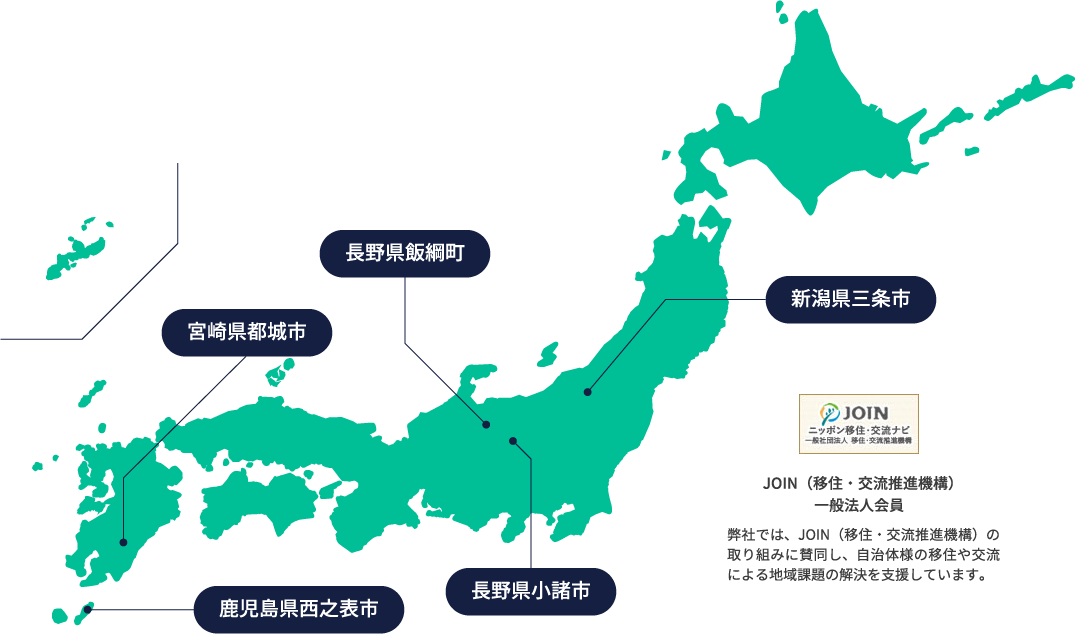 長野県飯綱町
新潟県三条市
宮崎県都城市
JOIN
ニッポン移住・交流ナビ
一般社団法人 移住・交流推進機構
JOIN（移住・交流推進機構）
一般法人会員
弊社では、JOIN（移住・交流推進機構）の
取り組みに賛同し、自治体様の移住や交流
による地域課題の解決を支援しています。
長野県小諸市
鹿児島県西之表市